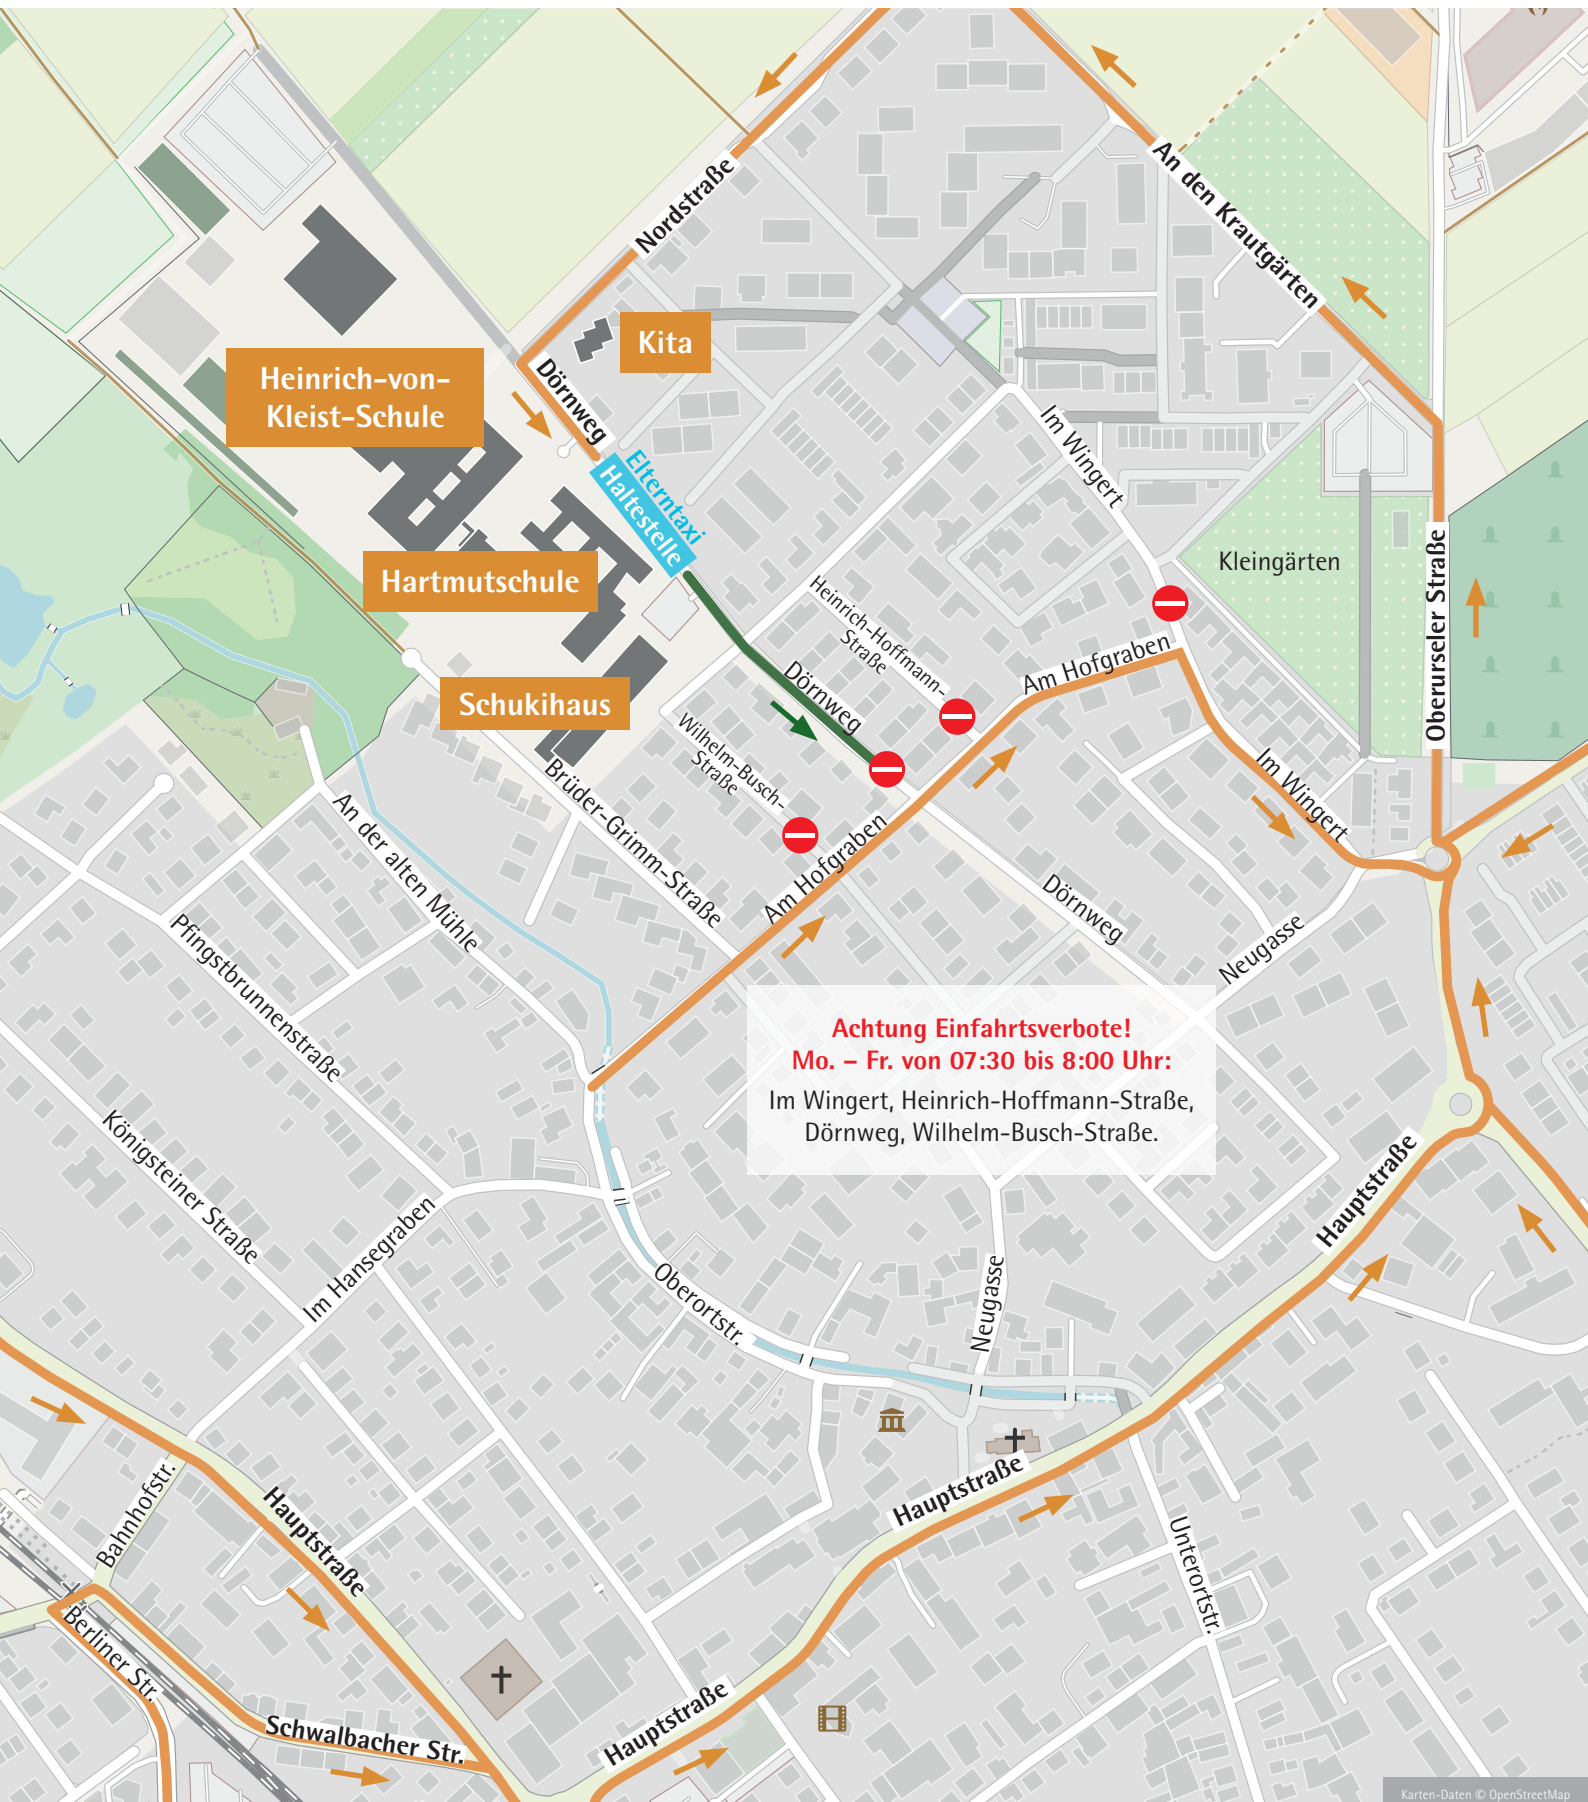 Nordstraße
An den Krautgärten
Kita
Heinrich-von-
Kleist-Schule
Dörnweg
Elterntaxi
Haltestelle
Im Wingert
Hartmutschule
Kleingärten
Oberurseler Straße
Heinrich-Hoffmann-
Straße
Am Hofgraben
Schukihaus
Dörnweg
Wilhelm-Busch-
Straße
Im Wingert
Brüder-Grimm-Straße
An der alten Mühle
Am Hofgraben
Dörnweg
Neugasse
Pfingstbrunnenstraße
Achtung Einfahrtsverbote!
Mo. – Fr. von 07:30 bis 8:00 Uhr:
Im Wingert, Heinrich-Hoffmann-Straße,
Dörnweg, Wilhelm-Busch-Straße.
Königsteiner Straße
Hauptstraße
Im Hansegraben
Oberortstr.
Neugasse
Bahnhofstr.
Hauptstraße
Hauptstraße
Unterortstr.
Berliner Str.
Schwalbacher Str.
Hauptstraße
Karten-Daten © OpenStreetMap